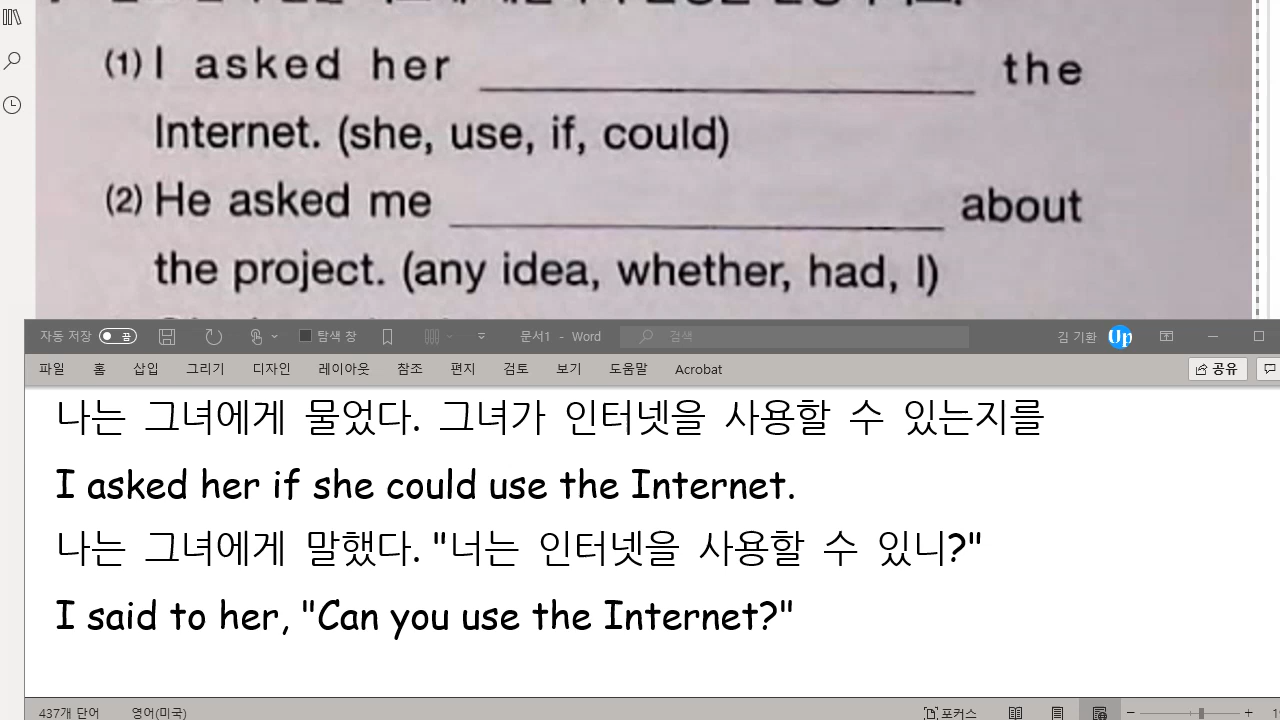 (1) I asked her ____________ the
Internet. (she, use, if, could)
(2) He asked me ____________ about
the project. (any idea, whether, had, I)
자동 저장 끔 탐색 창 문서1 - Word 검색 김 기환 Up
파일 홈 삽입 그리기 디자인 레이아웃 참조 편지 검토 보기 도움말 Acrobat 공유
나는 그녀에게 물었다. 그녀가 인터넷을 사용할 수 있는지를
I asked her if she could use the Internet.
나는 그녀에게 말했다. "너는 인터넷을 사용할 수 있니?"
I said to her, "Can you use the Internet?"
437개 단어 영어(미국) 포커스